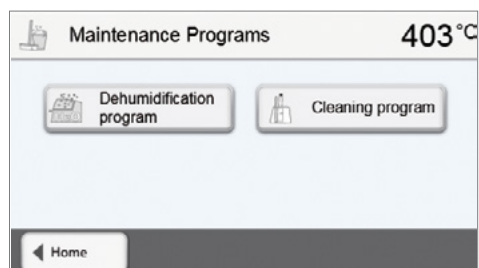 Maintenance Programs 403°C
Dehumidification
program
Cleaning program
Home